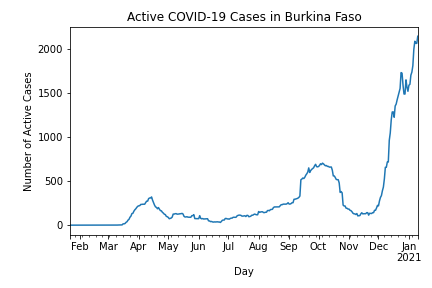 Active COVID-19 Cases in Burkina Faso
Number of Active Cases
2000
1500
1000
500
0
Feb Mar Apr May Jun Jul Aug Sep Oct Nov Dec Jan
2021
Day